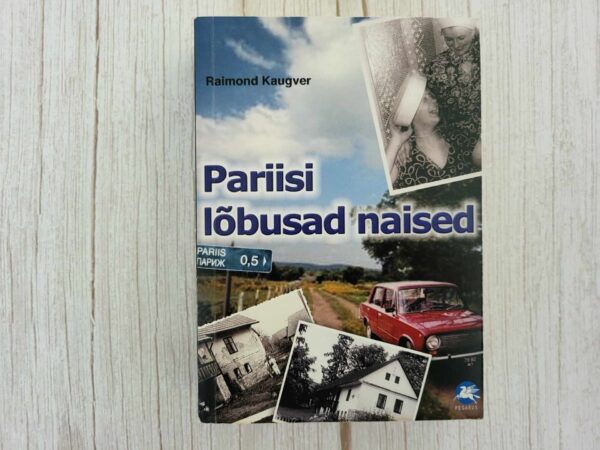 Raimond Kaugver
Pariisi
lõbusad naised
PARIIS
ПАРИЖ 0,5
PEGASUS